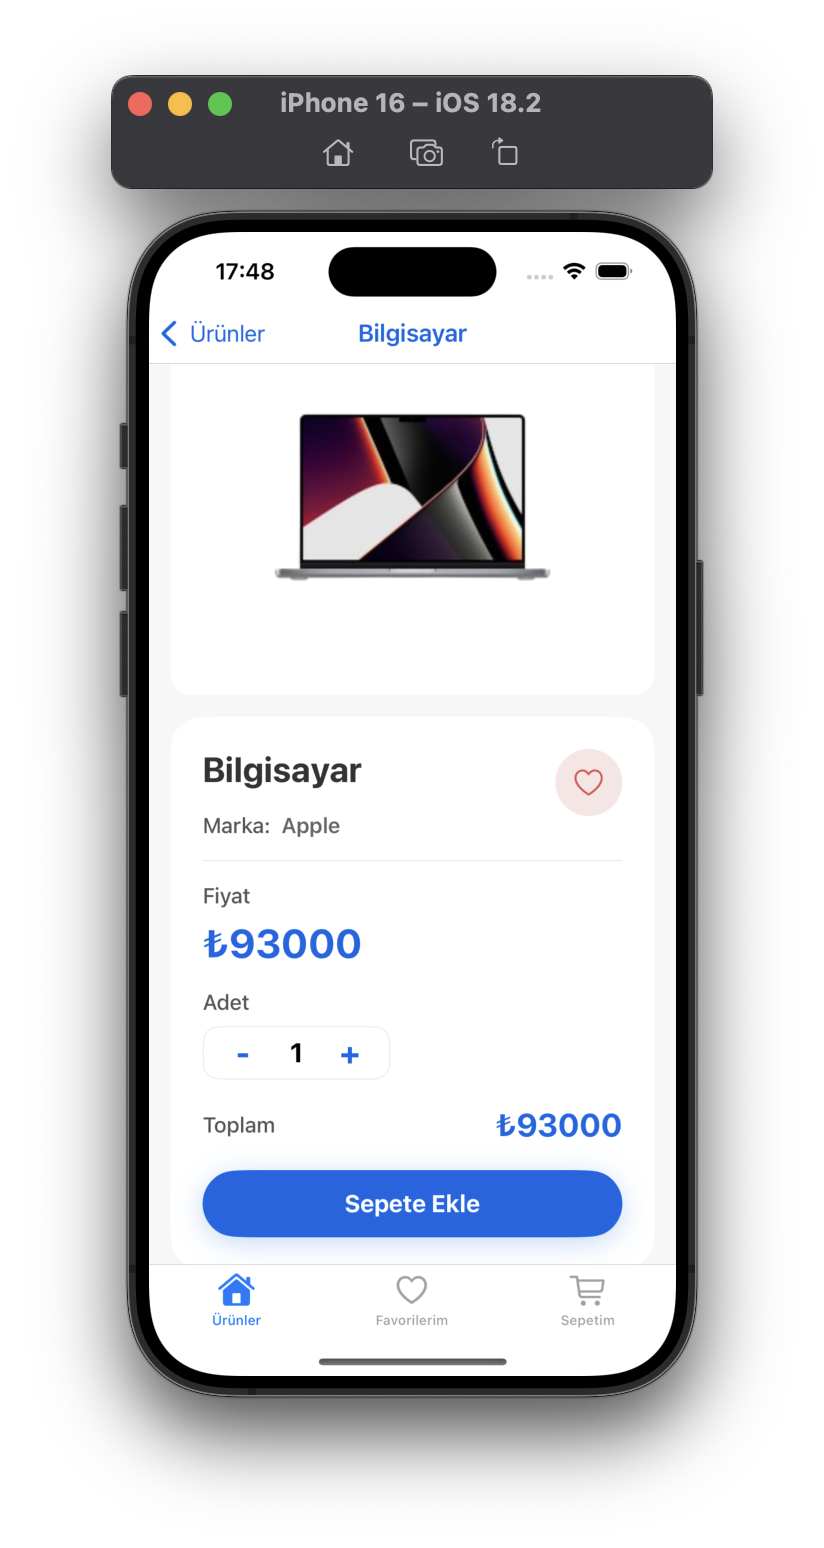 iPhone 16 – iOS 18.2
17:48
Ürünler
Bilgisayar
Bilgisayar
Marka: Apple
Fiyat
₺93000
Adet
- 1 +
Toplam ₺93000
Sepete Ekle
Ürünler Favorilerim Sepetim